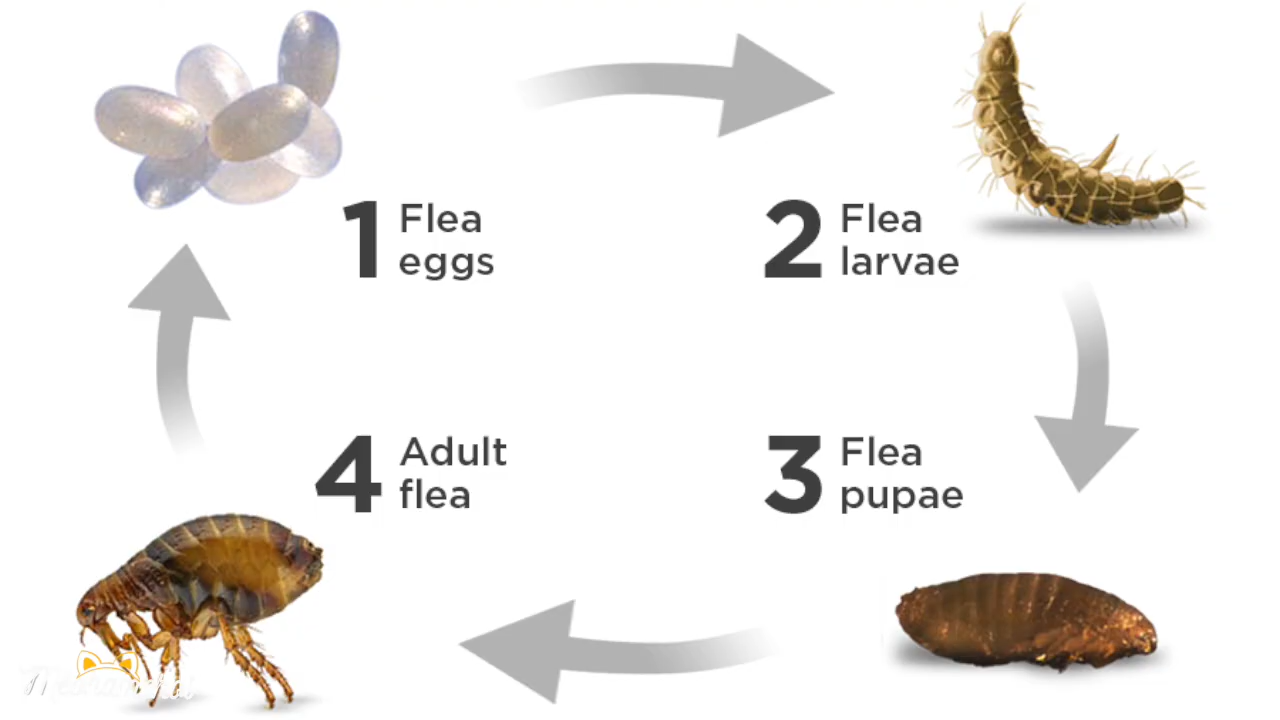 1 Flea
eggs
2 Flea
larvae
4 Adult
flea
3 Flea
pupae